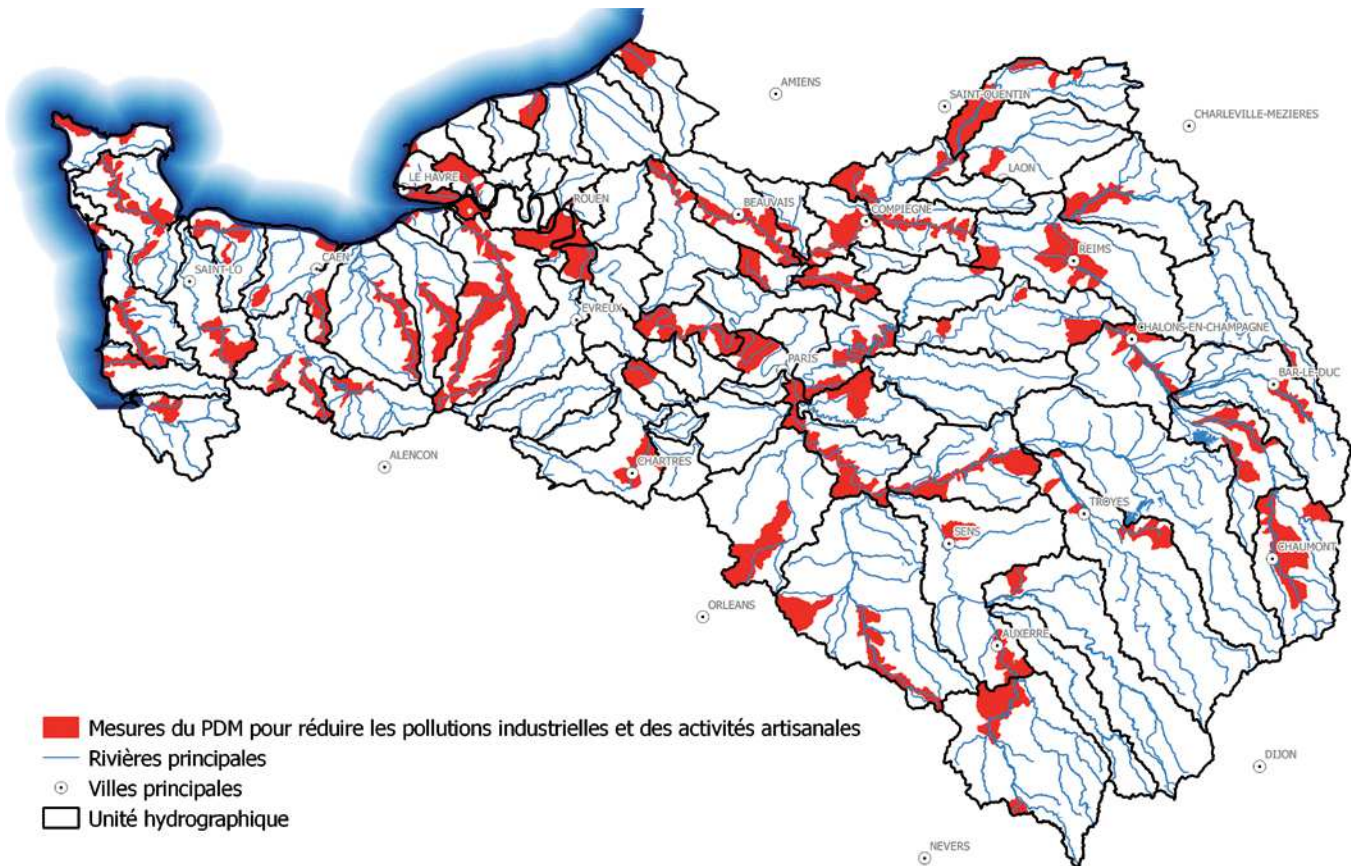 AMIENS
SAINT-QUENTIN
CHARLEVILLE-MEZIERES
LAON
LE HAVRE
ROUEN
BEAUVAIS
COMPIEGNE
REIMS
SAINT-LO
CAEN
EVREUX
CHALONS-EN-CHAMPAGNE
PARIS
BAR-LE-DUC
ALENCON
CHARTRES
TROYES
SENS
CHAUMONT
ORLEANS
AUXERRE
Mesures du PDM pour réduire les pollutions industrielles et des activités artisanales
Rivières principales
Villes principales
Unité hydrographique
DIJON
NEVERS